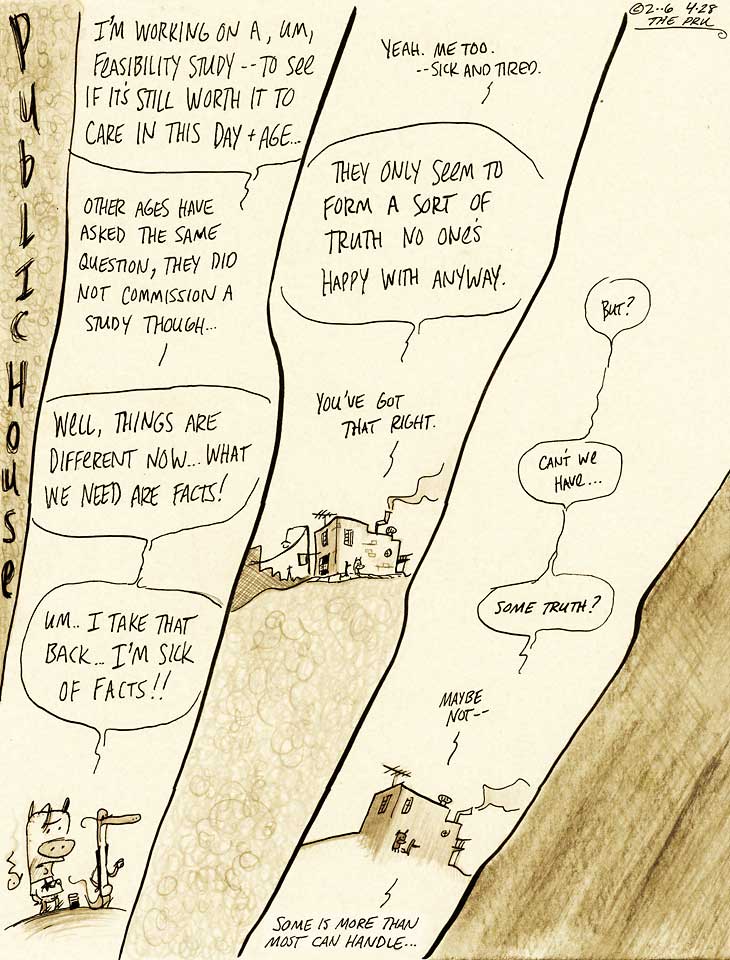 Public House
I'M WORKING ON A, UM,
FEASIBILITY STUDY -- TO SEE
IF IT'S STILL WORTH IT TO
CARE IN THIS DAY + AGE...
OTHER AGES HAVE
ASKED THE SAME
QUESTION, THEY DID
NOT COMMISSION A
STUDY THOUGH...
WELL, THINGS ARE
DIFFERENT NOW... WHAT
WE NEED ARE FACTS!
UM.. I TAKE THAT
BACK... I'M SICK
OF FACTS!!
YEAH. ME TOO.
--SICK AND TIRED.
THEY ONLY SEEM TO
FORM A SORT OF
TRUTH NO ONE'S
HAPPY WITH ANYWAY.
YOU'VE GOT
THAT RIGHT.
BUT?
CAN'T WE
HAVE...
SOME TRUTH?
MAYBE
NOT--
SOME IS MORE THAN
MOST CAN HANDLE...
©2..6 4.28
THE PRU